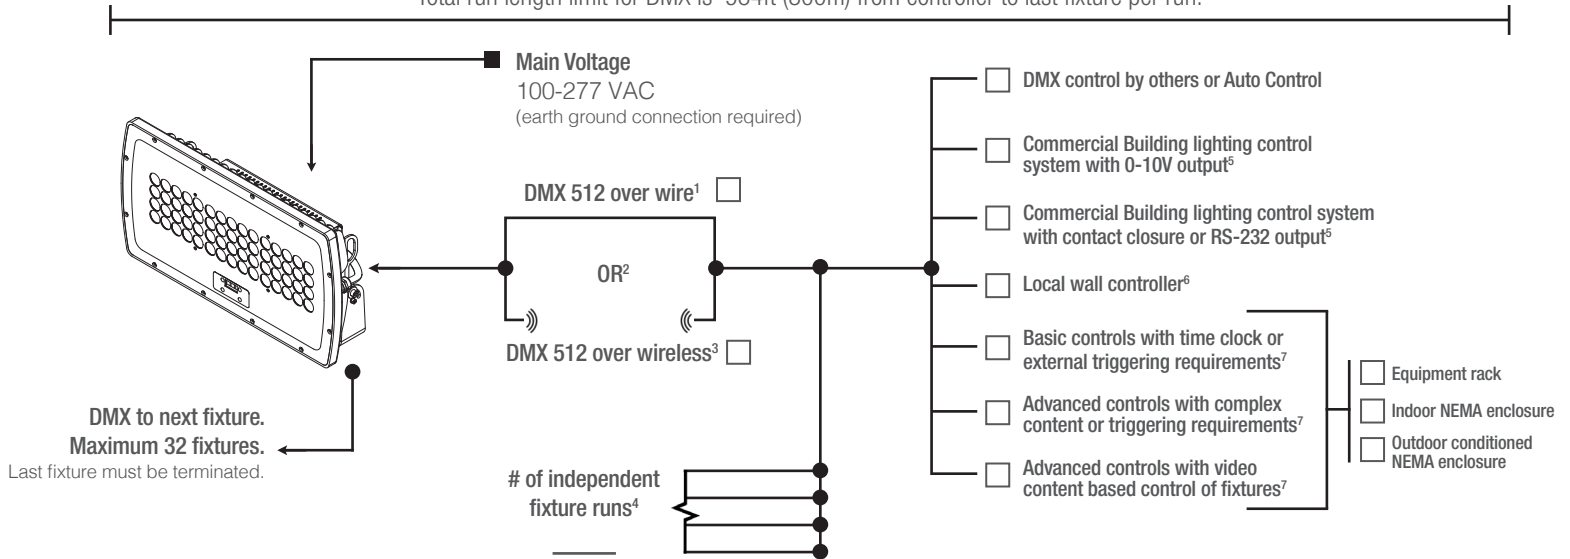 Total run length limit for DMX is 984ft (300m) from controller to last fixture per run.
Main Voltage
100-277 VAC
(earth ground connection required)
DMX 512 over wire¹
OR²
DMX 512 over wireless³
DMX to next fixture.
Maximum 32 fixtures.
Last fixture must be terminated.
# of independent
fixture runs⁴
DMX control by others or Auto Control
Commercial Building lighting control
system with 0-10V output⁵
Commercial Building lighting control system
with contact closure or RS-232 output⁵
Local wall controller⁶
Basic controls with time clock or
external triggering requirements⁷
Advanced controls with complex
content or triggering requirements⁷
Advanced controls with video
content based control of fixtures⁷
Equipment rack
Indoor NEMA enclosure
Outdoor conditioned
NEMA enclosure